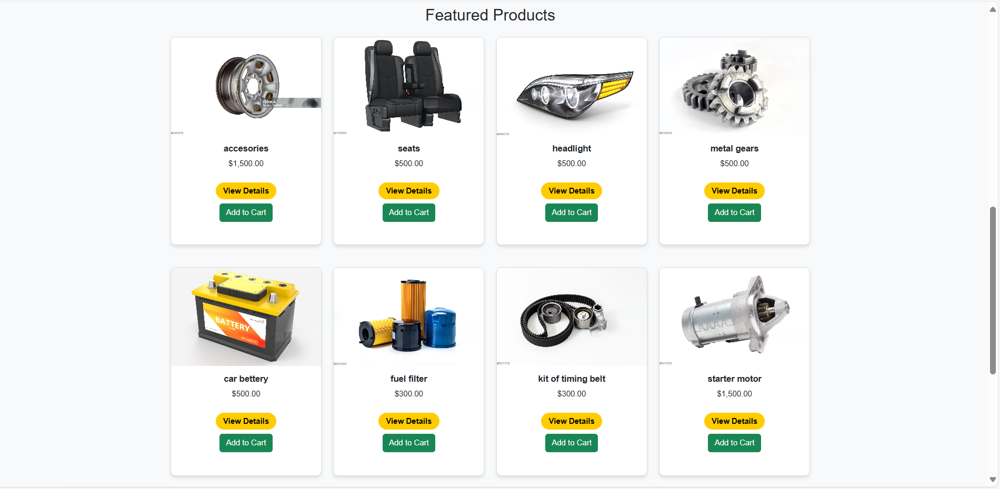 Featured Products
iStock
accesories
$1,500.00
View Details
Add to Cart
seats
$500.00
View Details
Add to Cart
headlight
$500.00
View Details
Add to Cart
metal gears
$500.00
View Details
Add to Cart
BATTERY
car bettery
$500.00
View Details
Add to Cart
fuel filter
$300.00
View Details
Add to Cart
kit of timing belt
$300.00
View Details
Add to Cart
starter motor
$1,500.00
View Details
Add to Cart